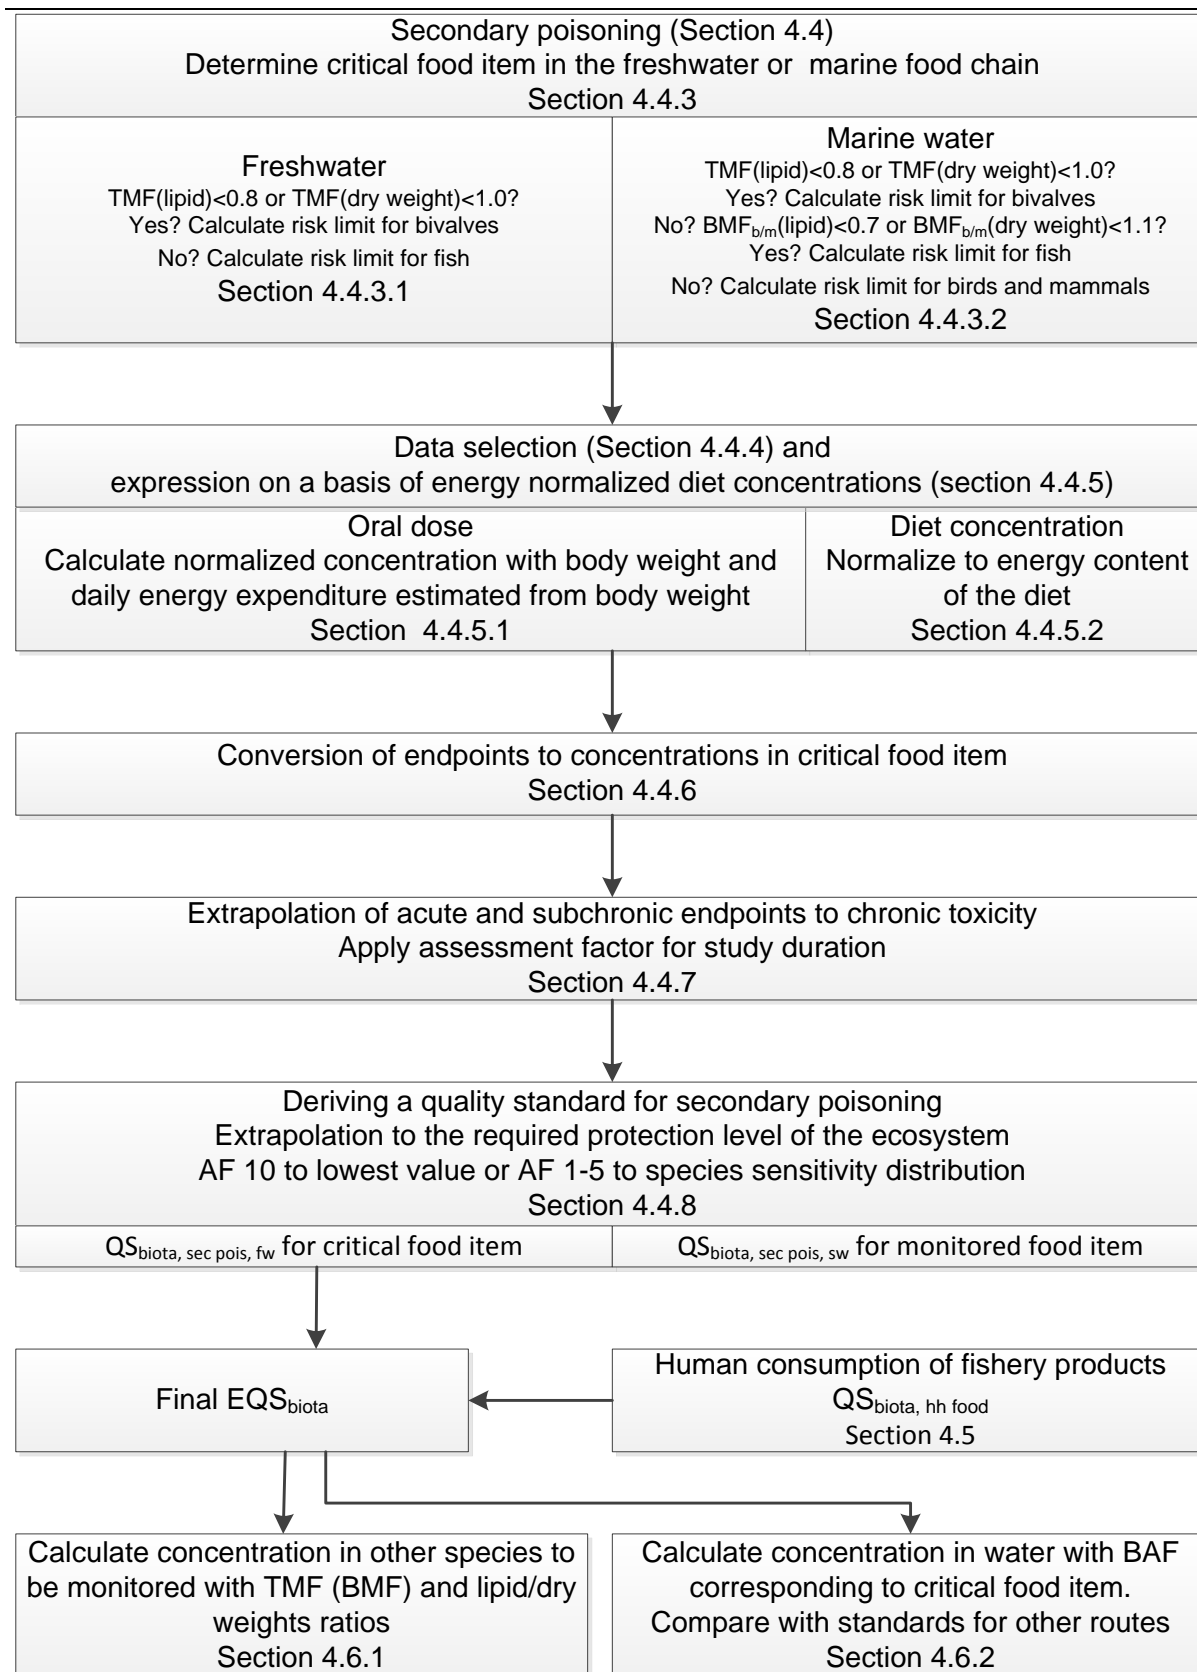 Secondary poisoning (Section 4.4)
Determine critical food item in the freshwater or marine food chain
Section 4.4.3
Freshwater
TMF(lipid)<0.8 or TMF(dry weight)<1.0?
Yes? Calculate risk limit for bivalves
No? Calculate risk limit for fish
Section 4.4.3.1
Marine water
TMF(lipid)<0.8 or TMF(dry weight)<1.0?
Yes? Calculate risk limit for bivalves
No? BMFb/m(lipid)<0.7 or BMFb/m(dry weight)<1.1?
Yes? Calculate risk limit for fish
No? Calculate risk limit for birds and mammals
Section 4.4.3.2
Data selection (Section 4.4.4) and
expression on a basis of energy normalized diet concentrations (section 4.4.5)
Oral dose
Calculate normalized concentration with body weight and
daily energy expenditure estimated from body weight
Section 4.4.5.1
Diet concentration
Normalize to energy content
of the diet
Section 4.4.5.2
Conversion of endpoints to concentrations in critical food item
Section 4.4.6
Extrapolation of acute and subchronic endpoints to chronic toxicity
Apply assessment factor for study duration
Section 4.4.7
Deriving a quality standard for secondary poisoning
Extrapolation to the required protection level of the ecosystem
AF 10 to lowest value or AF 1-5 to species sensitivity distribution
Section 4.4.8
QSbiota, sec pois, fw for critical food item
QSbiota, sec pois, sw for monitored food item
Final EQSbiota
Human consumption of fishery products
QSbiota, hh food
Section 4.5
Calculate concentration in other species to
be monitored with TMF (BMF) and lipid/dry
weights ratios
Section 4.6.1
Calculate concentration in water with BAF
corresponding to critical food item.
Compare with standards for other routes
Section 4.6.2